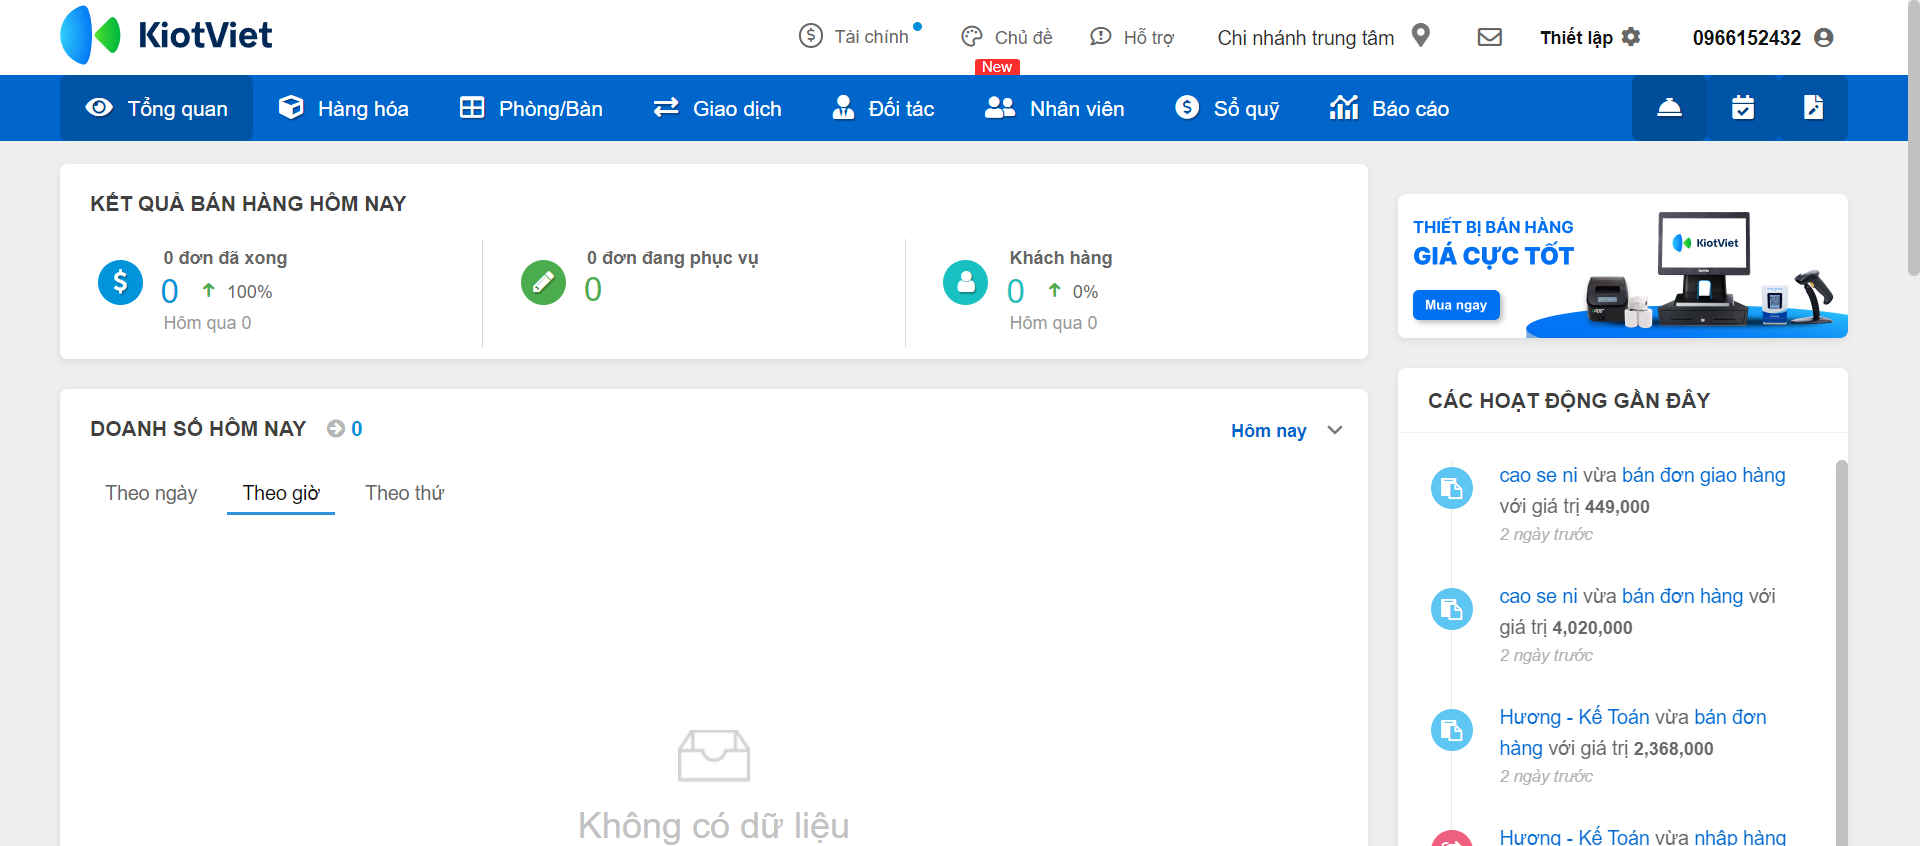 KiotViet
Tài chính
Chủ đề
Hỗ trợ
Chi nhánh trung tâm
Thiết lập
0966152432
New
Tổng quan
Hàng hóa
Phòng/Bàn
Giao dịch
Đối tác
Nhân viên
Sổ quỹ
Báo cáo
KẾT QUẢ BÁN HÀNG HÔM NAY
0 đơn đã xong
0 100%
Hôm qua 0
0 đơn đang phục vụ
0
Khách hàng
0 0%
Hôm qua 0
DOANH SỐ HÔM NAY 0
Hôm nay
Theo ngày
Theo giờ
Theo thứ
Không có dữ liệu
THIẾT BỊ BÁN HÀNG
GIÁ CỰC TỐT
Mua ngay
KiotViet
CÁC HOẠT ĐỘNG GẦN ĐÂY
cao se ni vừa bán đơn giao hàng
với giá trị 449,000
2 ngày trước
cao se ni vừa bán đơn hàng với
giá trị 4,020,000
2 ngày trước
Hương - Kế Toán vừa bán đơn
hàng với giá trị 2,368,000
2 ngày trước
Hương - Kế Toán vừa nhập hàng